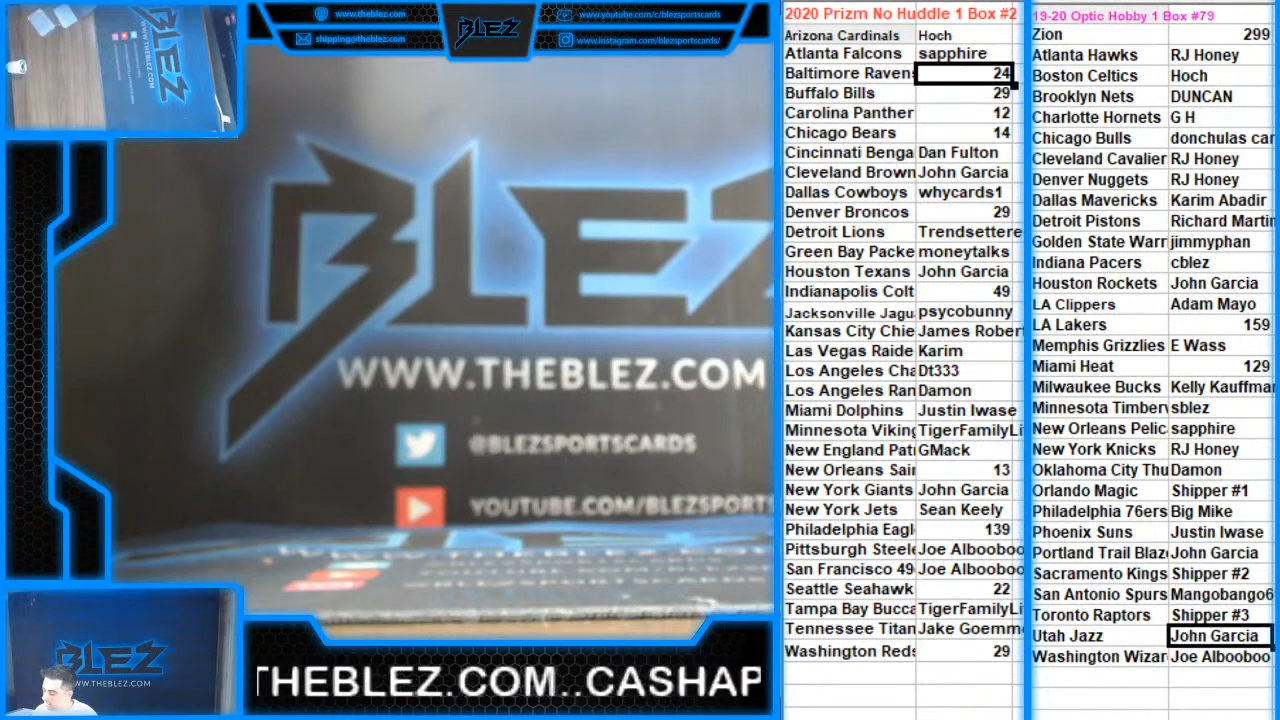 www.theblez.com
shipping@theblez.com
BLEZ
www.youtube.com/c/blezsportscards
www.instagram.com/blezsportscards/
BLEZ
WWW.THEBLEZ.COM
@BLEZSPORTSCARDS
YOUTUBE.COM/BLEZSPORTS
BLEZ
WWW.THEBLEZ.COM
THEBLEZ.COM..CASHAP
2020 Prizm No Huddle 1 Box #2
Arizona Cardinals Hoch
Atlanta Falcons sapphire
Baltimore Ravens 24
Buffalo Bills 29
Carolina Panther 12
Chicago Bears 14
Cincinnati Benga Dan Fulton
Cleveland Brown John Garcia
Dallas Cowboys whycards1
Denver Broncos 29
Detroit Lions Trendsettere
Green Bay Packe moneytalks
Houston Texans John Garcia
Indianapolis Colt 49
Jacksonville Jagu psycobunny
Kansas City Chie James Rober
Las Vegas Raide Karim
Los Angeles Cha Dt333
Los Angeles Ran Damon
Miami Dolphins Justin Iwase
Minnesota Viking TigerFamilyLi
New England Pat GMack
New Orleans Sai 13
New York Giants John Garcia
New York Jets Sean Keely
Philadelphia Eagl 139
Pittsburgh Steele Joe Albooboo
San Francisco 49 Joe Albooboo
Seattle Seahawk 22
Tampa Bay Bucca TigerFamilyLi
Tennessee Titan Jake Goemm
Washington Reds 29
19-20 Optic Hobby 1 Box #79
Zion 299
Atlanta Hawks RJ Honey
Boston Celtics Hoch
Brooklyn Nets DUNCAN
Charlotte Hornets G H
Chicago Bulls donchulas car
Cleveland Cavalier RJ Honey
Denver Nuggets RJ Honey
Dallas Mavericks Karim Abadir
Detroit Pistons Richard Martin
Golden State Warr jimmyphan
Indiana Pacers cblez
Houston Rockets John Garcia
LA Clippers Adam Mayo
LA Lakers 159
Memphis Grizzlies E Wass
Miami Heat 129
Milwaukee Bucks Kelly Kauffma
Minnesota Timberv sblez
New Orleans Pelic sapphire
New York Knicks RJ Honey
Oklahoma City Thu Damon
Orlando Magic Shipper #1
Philadelphia 76ers Big Mike
Phoenix Suns Justin Iwase
Portland Trail Blaz John Garcia
Sacramento Kings Shipper #2
San Antonio Spurs Mangobango6
Toronto Raptors Shipper #3
Utah Jazz John Garcia
Washington Wizar Joe Albooboo